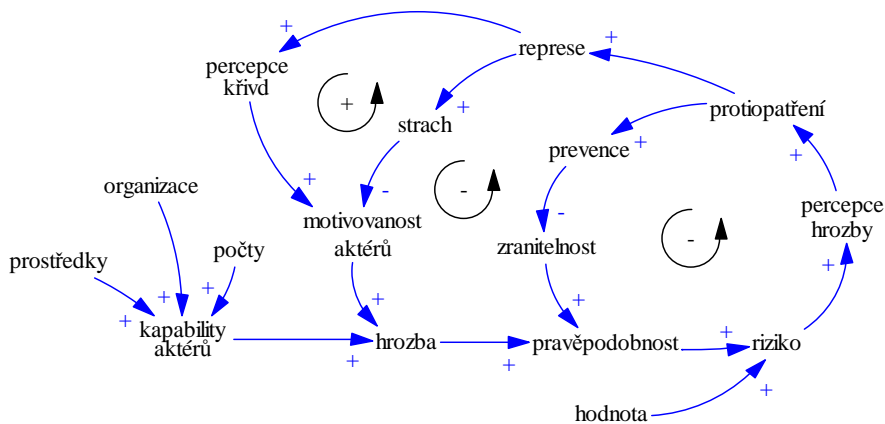 +
+
represe
percepce
křivd
+
+
protiopatření
strach
+
prevence
+
+
organizace
+
-
-
percepce
hrozby
motivovanost
aktérů
-
počty
zranitelnost
-
prostředky
+
+
+
+
+
+
kapability
aktérů
+
hrozba
+
pravěpodobnost
+
riziko
+
+
hodnota